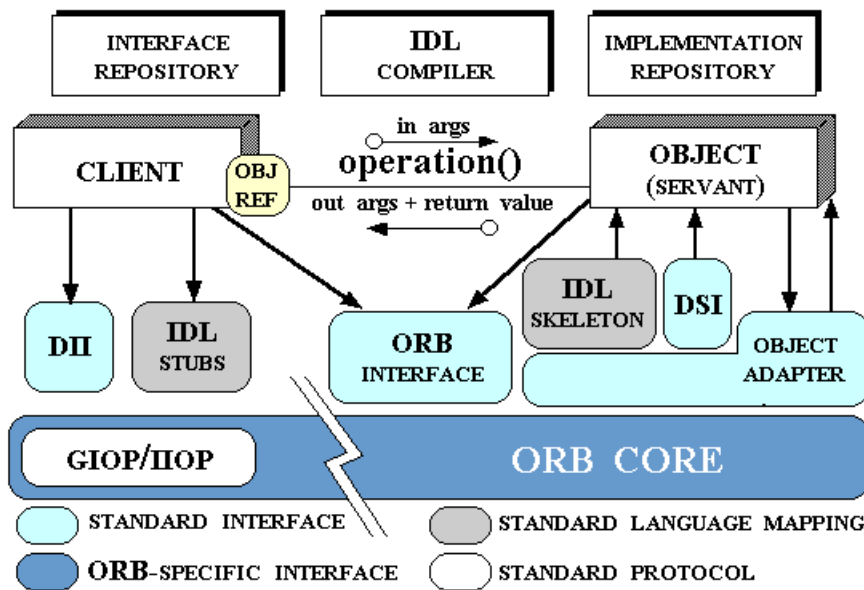 INTERFACE
REPOSITORY
IDL
COMPILER
IMPLEMENTATION
REPOSITORY
CLIENT
OBJ
REF
in args
operation()
out args + return value
OBJECT
(SERVANT)
DII
IDL
STUBS
ORB
INTERFACE
IDL
SKELETON
DSI
OBJECT
ADAPTER
GIOP/IIOP
ORB CORE
STANDARD INTERFACE
STANDARD LANGUAGE MAPPING
ORB-SPECIFIC INTERFACE
STANDARD PROTOCOL